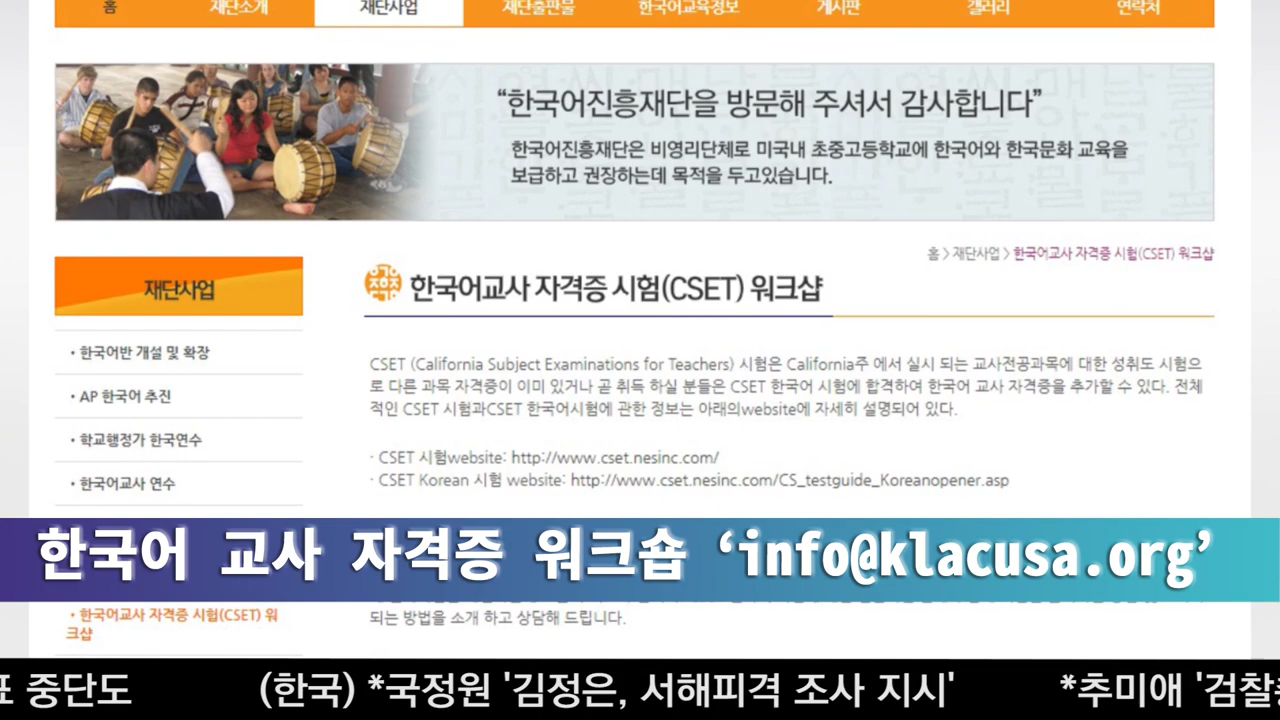 홈 재단소개 재단사업 재단출판물 한국어교육정보 게시판 갤러리 연락처
“한국어진흥재단을 방문해 주셔서 감사합니다”
한국어진흥재단은 비영리단체로 미국내 초중고등학교에 한국어와 한국문화 교육을
보급하고 권장하는데 목적을 두고있습니다.
홈 > 재단사업 > 한국어교사 자격증 시험(CSET) 워크샵
재단사업
• 한국어반 개설 및 확장
• AP 한국어 추진
• 학교행정가 한국연수
• 한국어교사 연수
한국어교사 자격증 시험(CSET) 워크샵
CSET (California Subject Examinations for Teachers) 시험은 California주 에서 실시 되는 교사전공과목에 대한 성취도 시험으
로 다른 과목 자격증이 이미 있거나 곧 취득 하실 분들은 CSET 한국어 시험에 합격하여 한국어 교사 자격증을 추가할 수 있다. 전체
적인 CSET 시험과CSET 한국어시험에 관한 정보는 아래의website에 자세히 설명되어 있다.
· CSET 시험website: http://www.cset.nesinc.com/
· CSET Korean 시험 website: http://www.cset.nesinc.com/CS_testguide_Koreanopener.asp
한국어 교사 자격증 워크숍 ‘info@klacusa.org’
• 한국어교사 자격증 시험(CSET) 워
크샵
되는 방법을 소개 하고 상담해 드립니다.
중단도 (한국) *국정원 '김정은, 서해피격 조사 지시' *추미애 '검찰